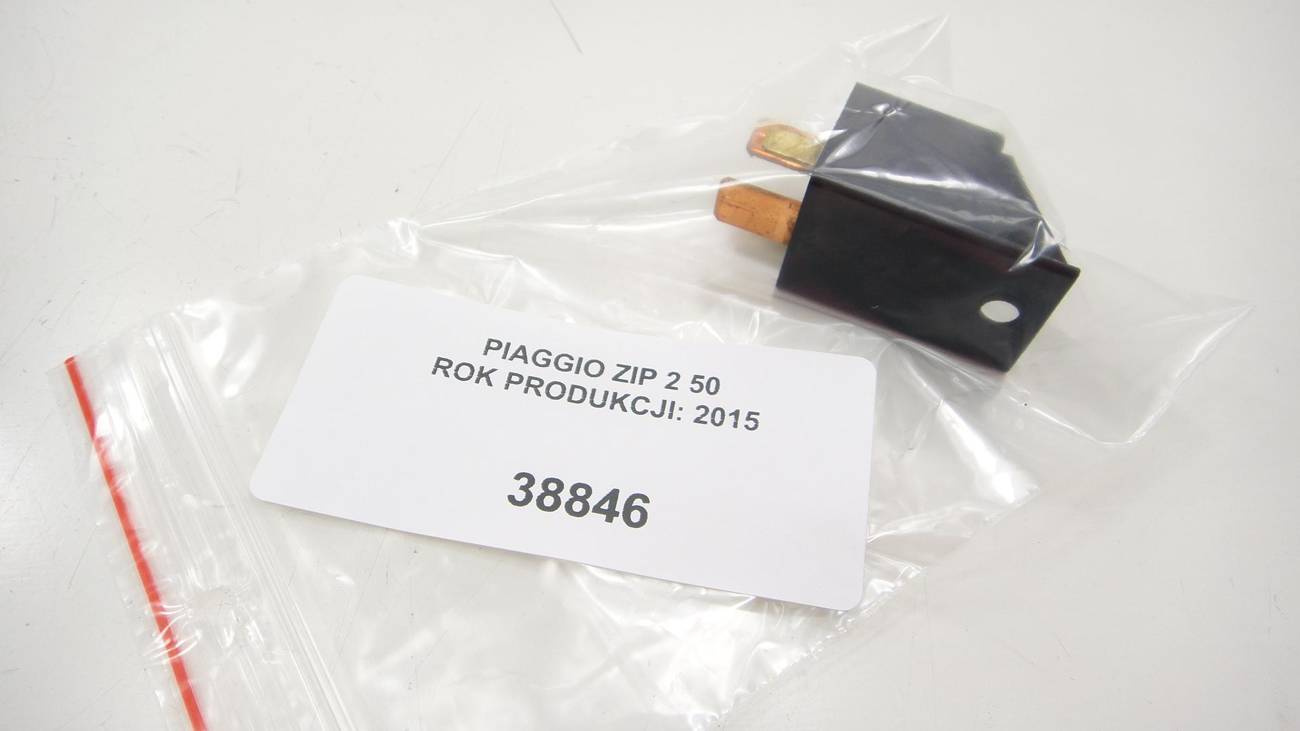 PIAGGIO ZIP 2 50
ROK PRODUKCJI: 2015
38846